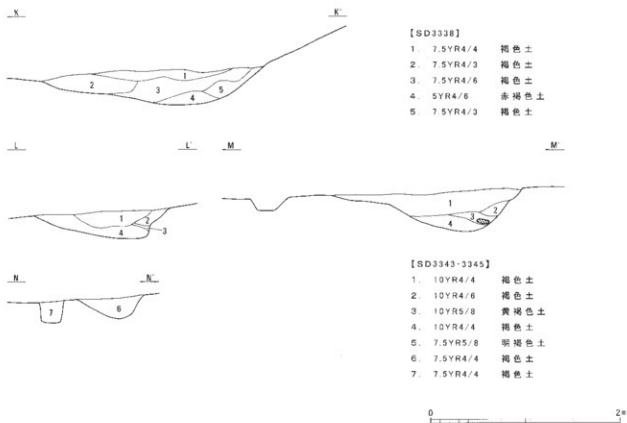 K K'
1
2 3 4 5
[SD3338]
1. 7.5YR4/4 褐色土
2. 7.5YR4/3 褐色土
3. 7.5YR4/6 褐色土
4. 5YR4/6 赤褐色土
5. 7.5YR4/3 褐色土
L L'
1 2
4 3
M M'
1
2
3
4
N N'
7 6
[SD3343-3345]
1. 10YR4/4 褐色土
2. 10YR4/6 褐色土
3. 10YR5/8 黄褐色土
4. 10YR4/4 褐色土
5. 7.5YR5/8 明褐色土
6. 7.5YR4/4 褐色土
7. 7.5YR4/4 褐色土
0 2m